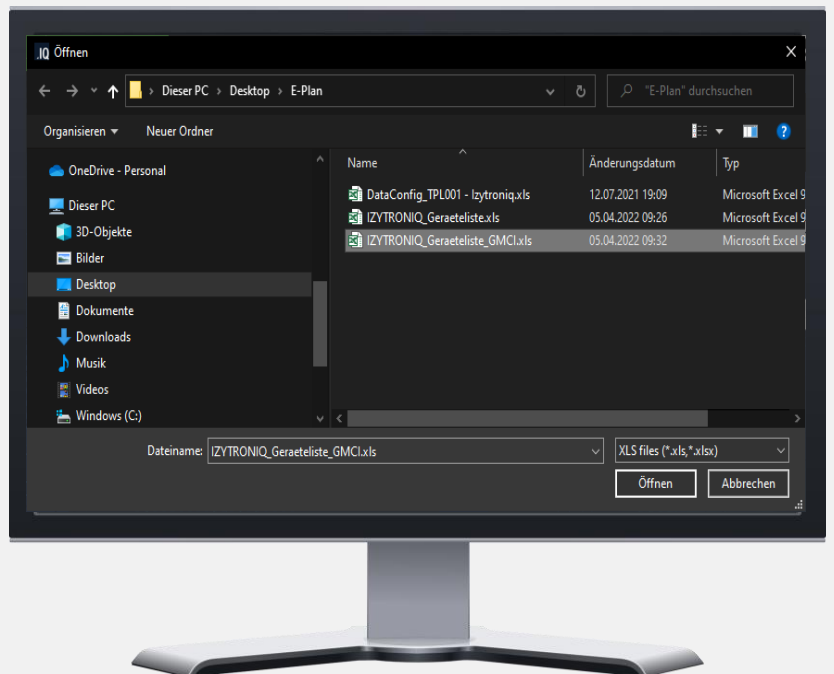 .IQ Öffnen
Dieser PC > Desktop > E-Plan
"E-Plan" durchsuchen
Organisieren Neuer Ordner
Name Änderungsdatum Typ
OneDrive - Personal
Dieser PC
3D-Objekte
Bilder
Desktop
Dokumente
Downloads
Musik
Videos
Windows (C:)
DataConfig_TPL001 - Izytroniq.xls 12.07.2021 19:09 Microsoft Excel 9
IZYTRONIQ_Geraeteliste.xls 05.04.2022 09:26 Microsoft Excel 9
IZYTRONIQ_Geraeteliste_GMCI.xls 05.04.2022 09:32 Microsoft Excel 9
Dateiname: IZYTRONIQ_Geraeteliste_GMCI.xls XLS files (*.xls,*.xlsx)
Öffnen Abbrechen